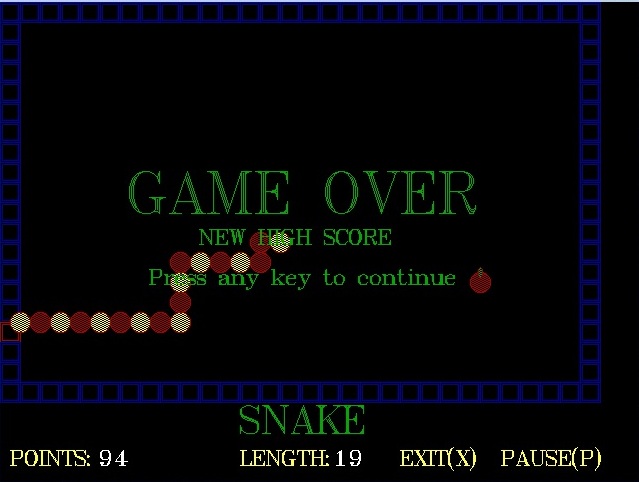 GAME OVER
NEW HIGH SCORE
Press any key to continue
SNAKE
POINTS: 94 LENGTH: 19 EXIT(X) PAUSE(P)